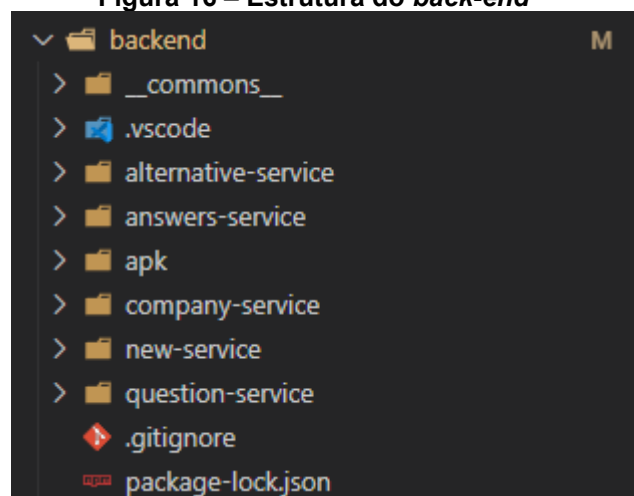 Figura 16 – Estrutura do back-end
backend M
__commons__
.vscode
alternative-service
answers-service
apk
company-service
new-service
question-service
.gitignore
package-lock.json